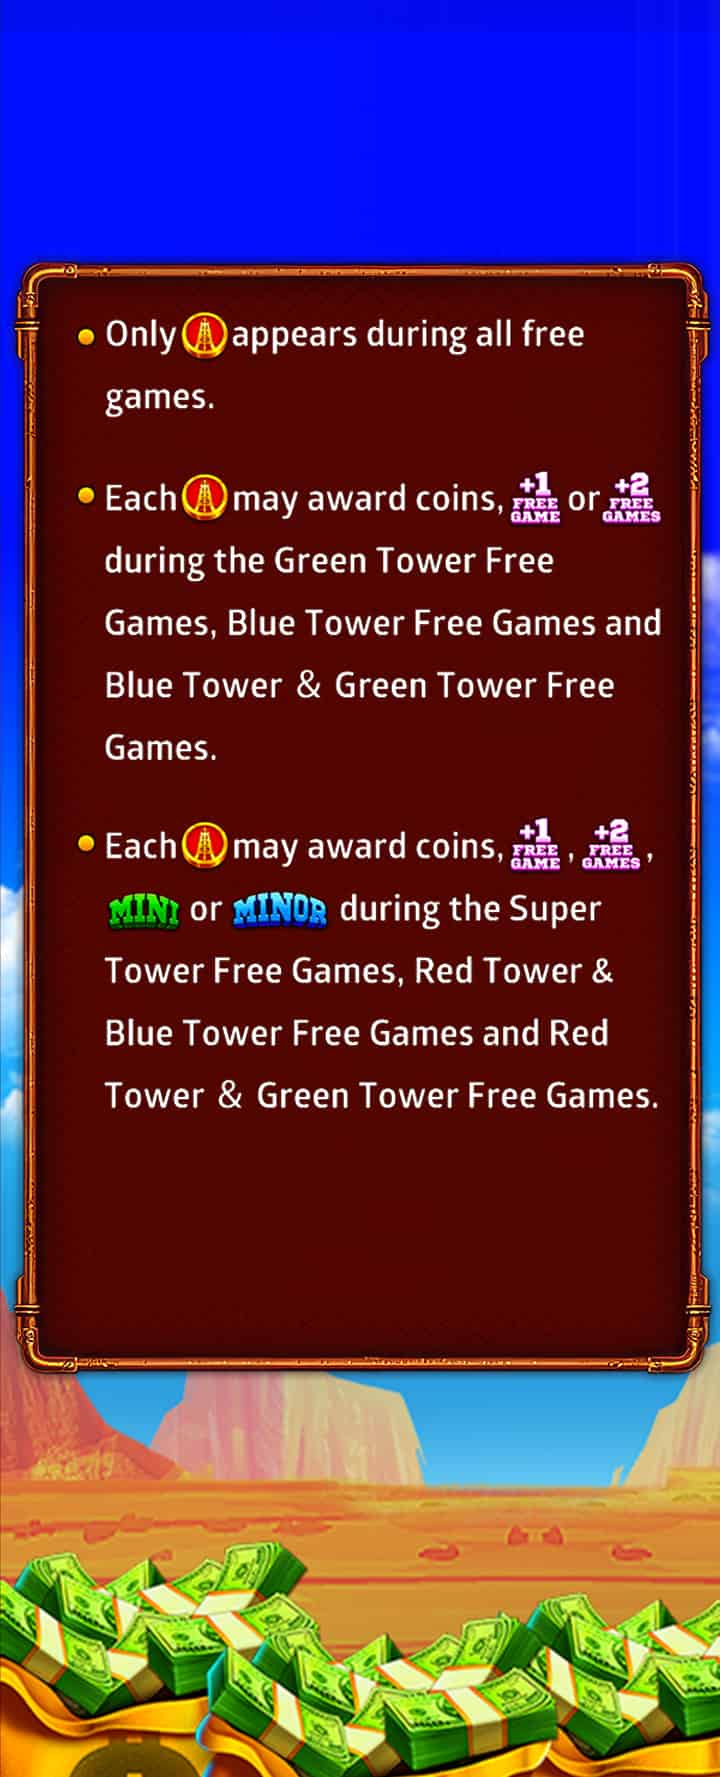 Only appears during all free
games.
Each may award coins, +1 FREE GAME or +2 FREE GAMES
during the Green Tower Free
Games, Blue Tower Free Games and
Blue Tower & Green Tower Free
Games.
Each may award coins, +1 FREE GAME , +2 FREE GAMES ,
MINI or MINOR during the Super
Tower Free Games, Red Tower &
Blue Tower Free Games and Red
Tower & Green Tower Free Games.